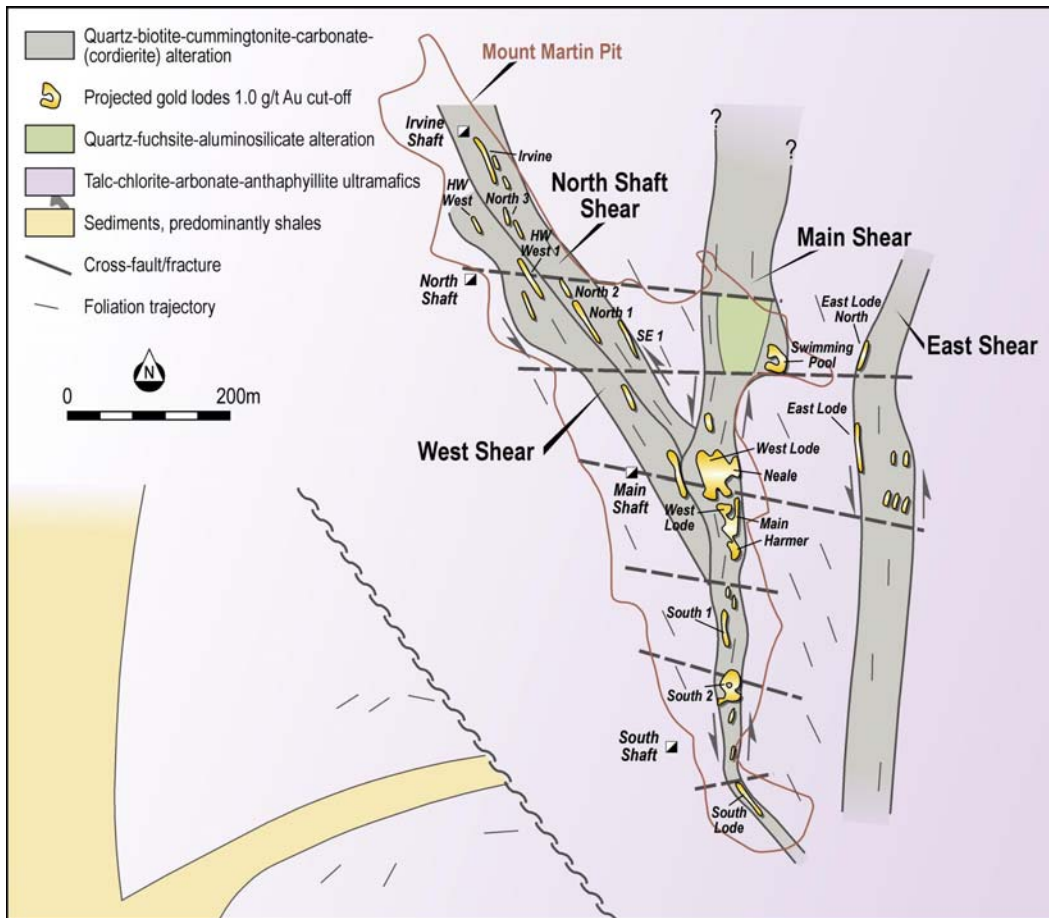 Quartz-biotite-cummingtonite-carbonate-
(cordierite) alteration
Projected gold lodes 1.0 g/t Au cut-off
Quartz-fuchsite-aluminosilicate alteration
Talc-chlorite-arbonate-anthaphyillite ultramafics
Sediments, predominantly shales
Cross-fault/fracture
Foliation trajectory
N
0
200m
Mount Martin Pit
Irvine
Shaft
Irvine
HW
West
North 3
North Shaft
Shear
HW
West 1
North
Shaft
North 2
North 1
SE 1
?
?
Main Shear
East Lode
North
East Shear
Swimming
Pool
East Lode
West Shear
West Lode
Neale
Main
Shaft
West
Lode
Main
Harmer
South 1
South 2
South
Shaft
South
Lode